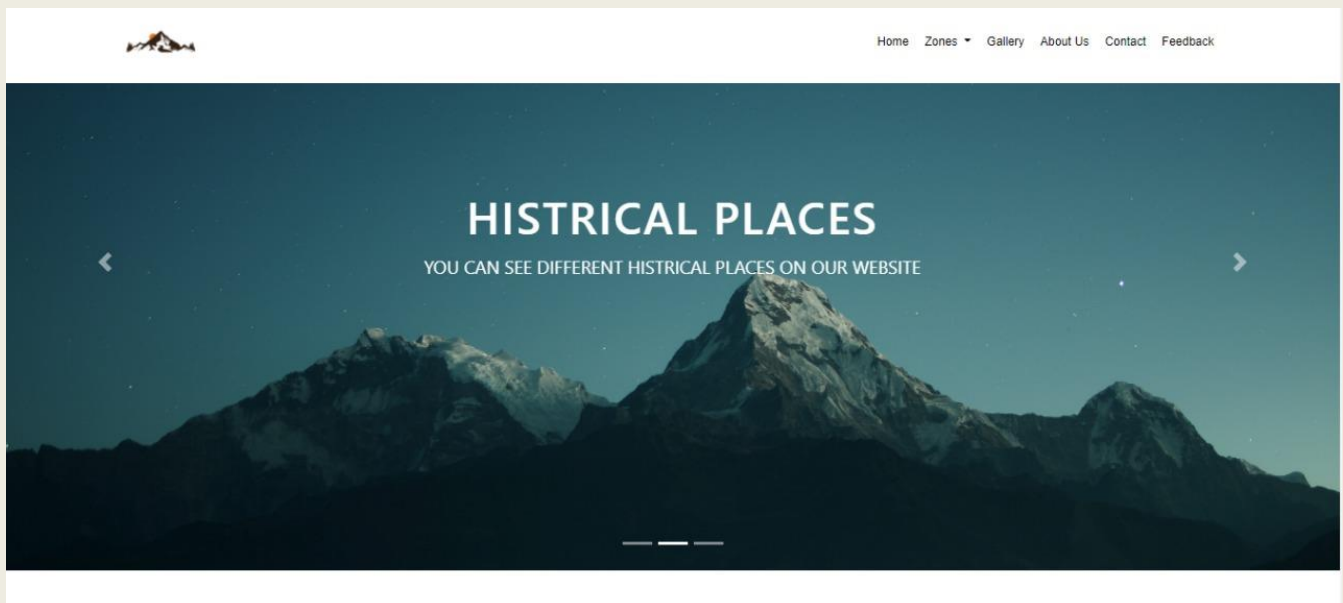 Home Zones Gallery About Us Contact Feedback
HISTRICAL PLACES
YOU CAN SEE DIFFERENT HISTRICAL PLACES ON OUR WEBSITE